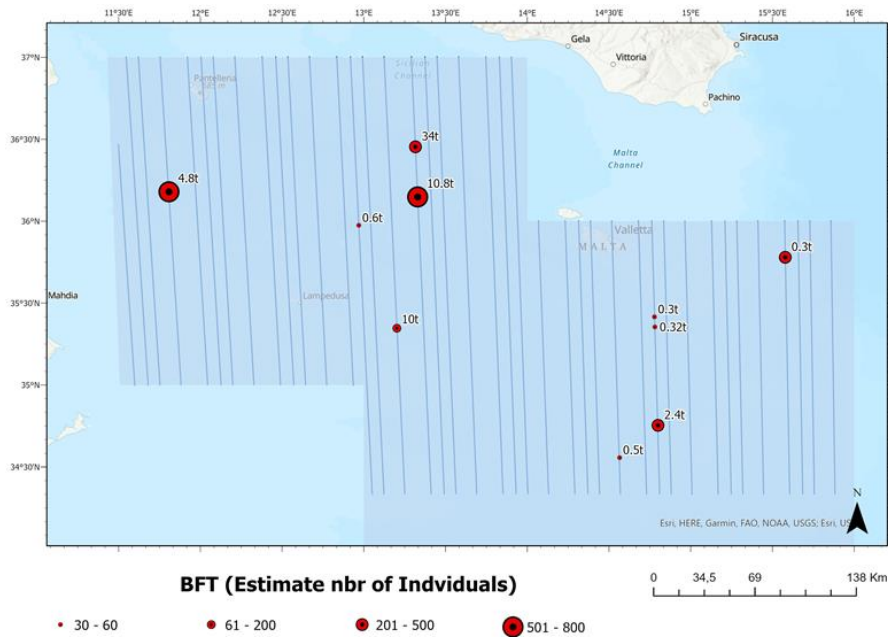 11°30'E 12°E 12°30'E 13°E 13°30'E 14°30'E 15°E 15°30'E 16°E
37°N
36°30'N
36°N
35°30'N
35°N
34°30'N
Gela
Siracusa
Vittoria
Pachino
Pantelleria
Sicilian
Channel
Malta
Channel
34t
4.8t
10.8t
0.6t
Valletta
MALTA
0.3t
Mahdia
Lampedusa
10t
0.3t
0.32t
2.4t
0.5t
N
Esri, HERE, Garmin, FAO, NOAA, USGS; Esri, US
BFT (Estimate nbr of Indviduals)
0 34,5 69 138 Km
30 - 60 61 - 200 201 - 500 501 - 800